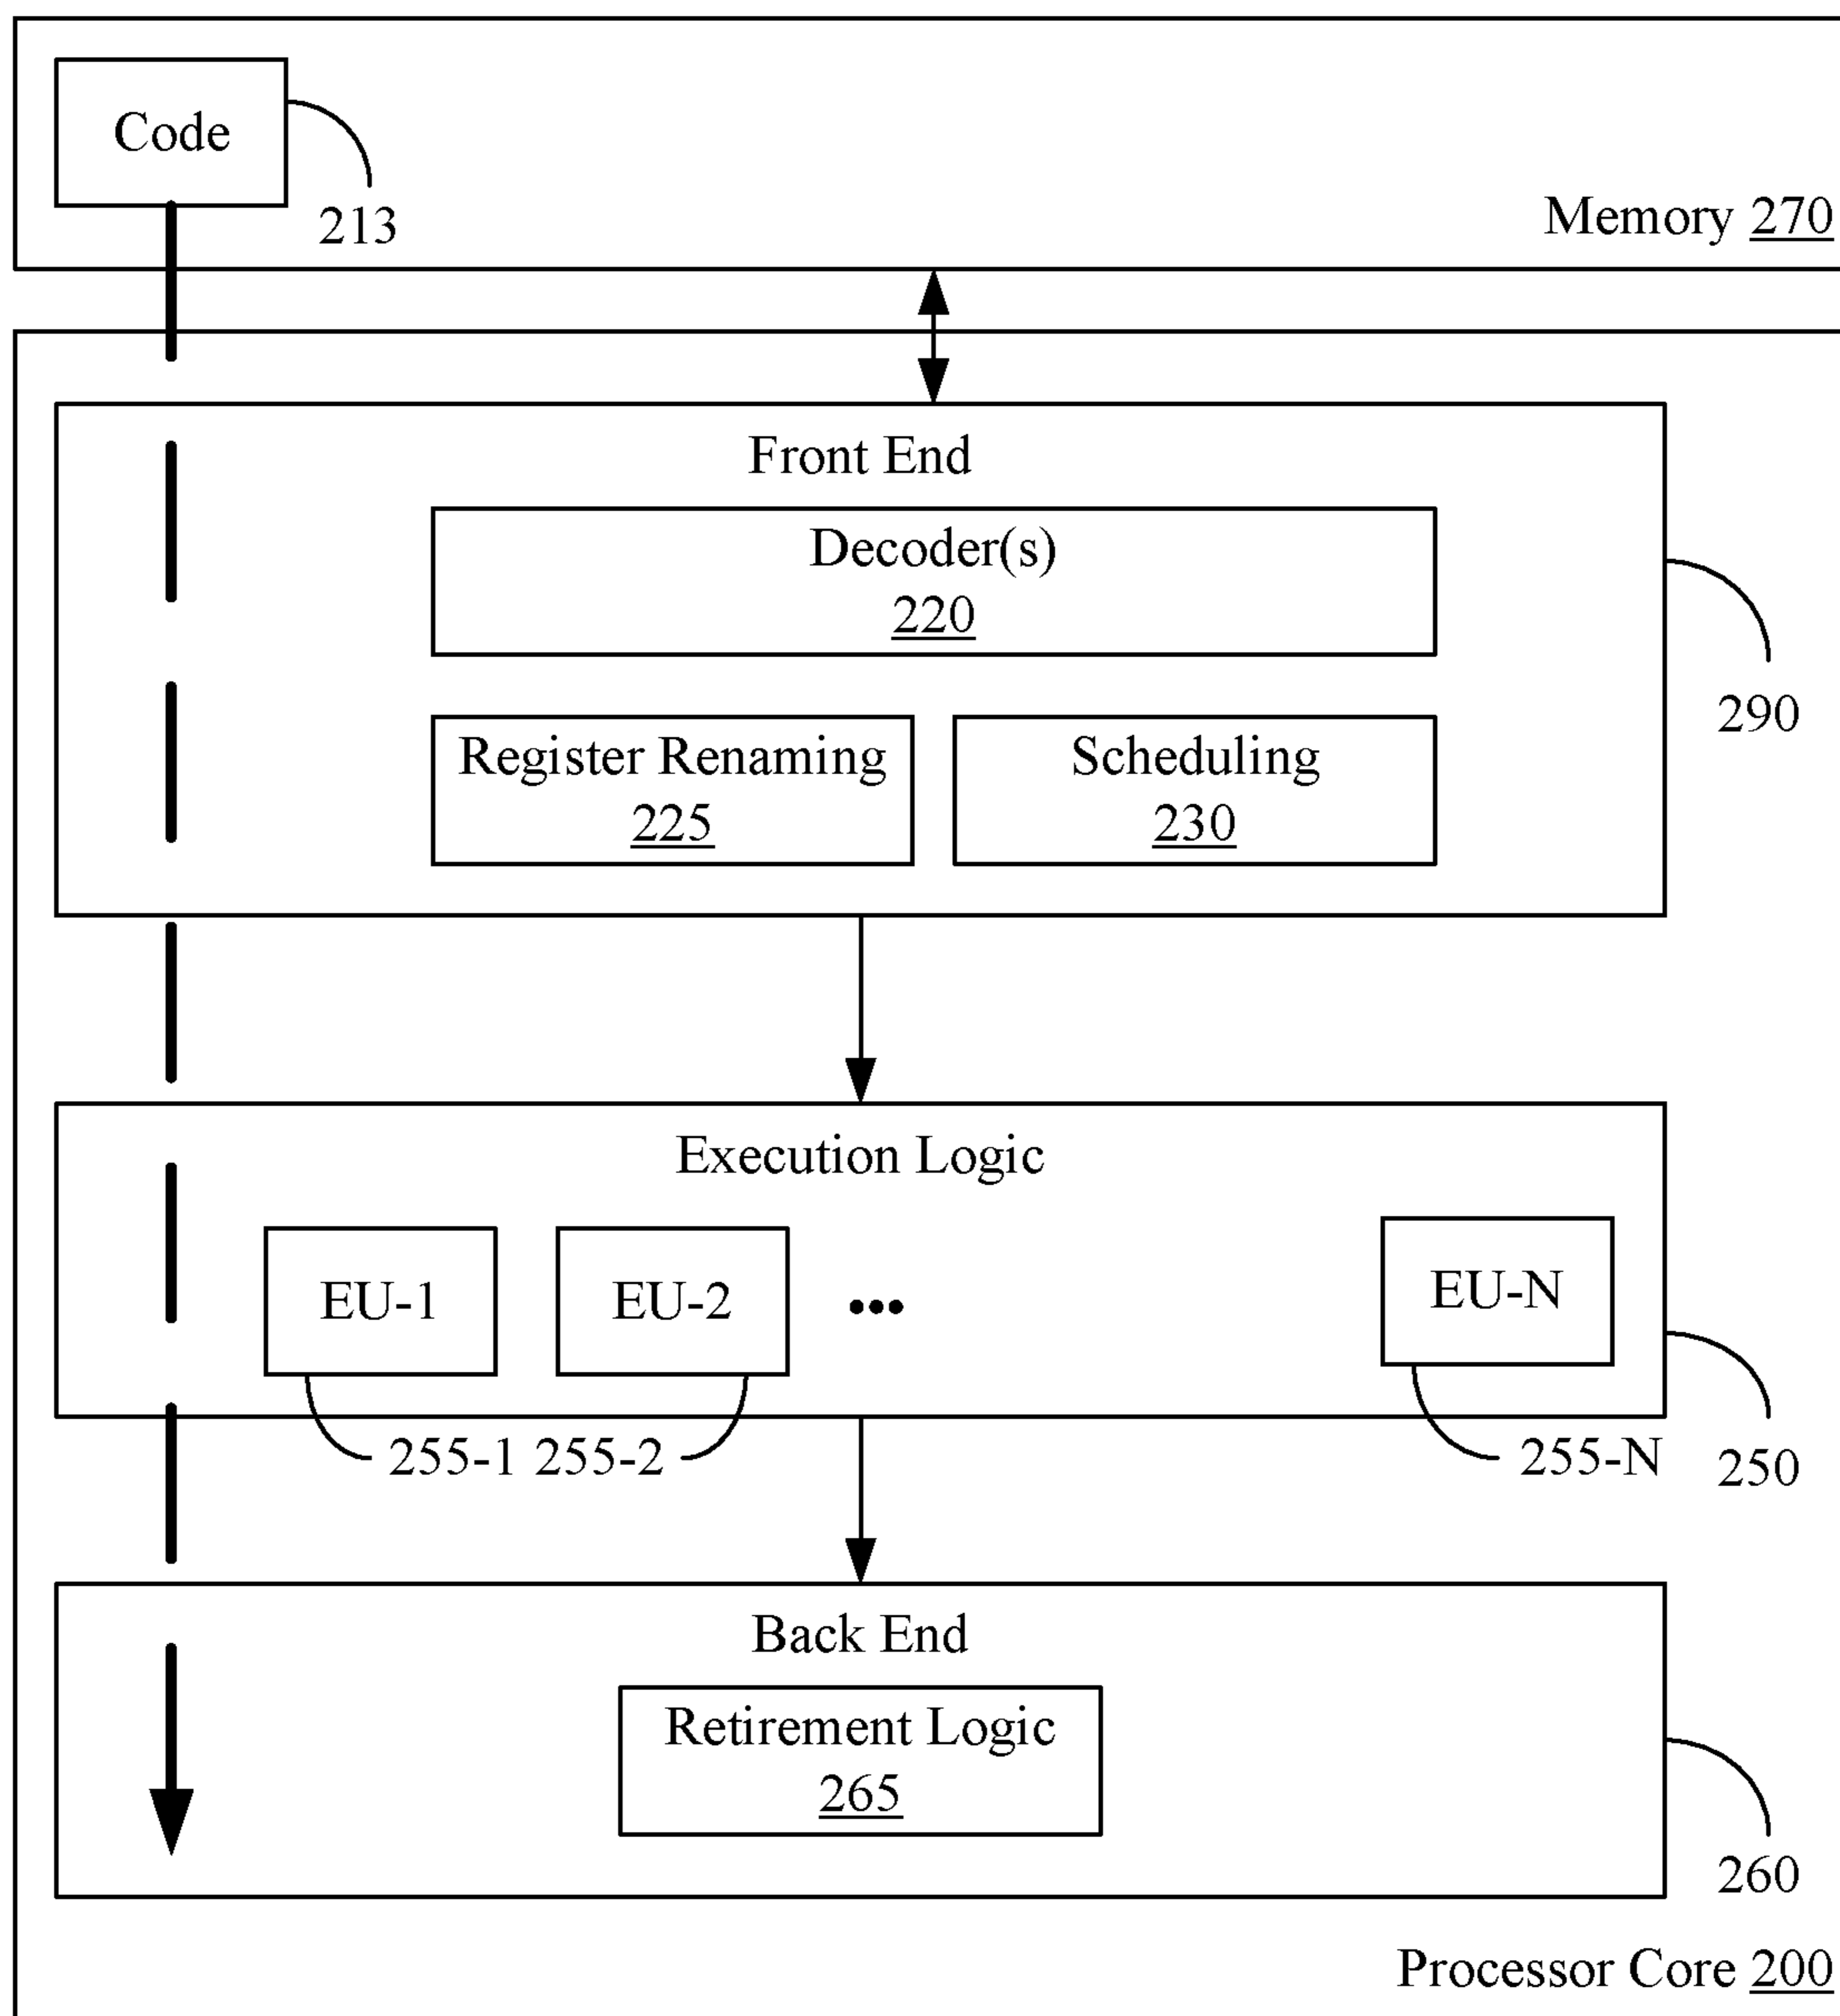 Code
213
Memory 270
Front End
Decoder(s)
220
290
Register Renaming
225
Scheduling
230
Execution Logic
EU-1
EU-2
•••
EU-N
255-1 255-2
255-N
250
Back End
Retirement Logic
265
260
Processor Core 200